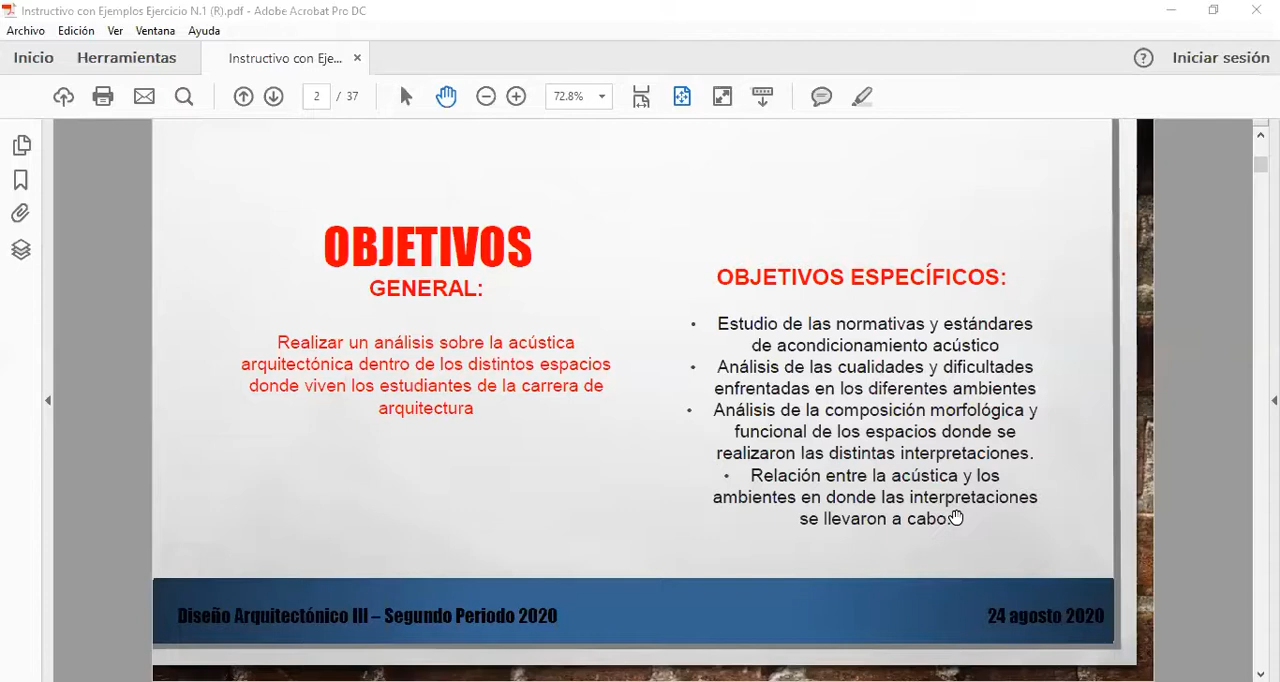 Instructivo con Ejemplos Ejercicio N.1 (R).pdf - Adobe Acrobat Pro DC
Archivo Edición Ver Ventana Ayuda
Inicio Herramientas Instructivo con Eje... × Iniciar sesión
2 / 37 72.8%
OBJETIVOS
GENERAL:
Realizar un análisis sobre la acústica
arquitectónica dentro de los distintos espacios
donde viven los estudiantes de la carrera de
arquitectura
OBJETIVOS ESPECÍFICOS:
• Estudio de las normativas y estándares
de acondicionamiento acústico
• Análisis de las cualidades y dificultades
enfrentadas en los diferentes ambientes
• Análisis de la composición morfológica y
funcional de los espacios donde se
realizaron las distintas interpretaciones.
• Relación entre la acústica y los
ambientes en donde las interpretaciones
se llevaron a cabo.
Diseño Arquitectónico III – Segundo Periodo 2020
24 agosto 2020